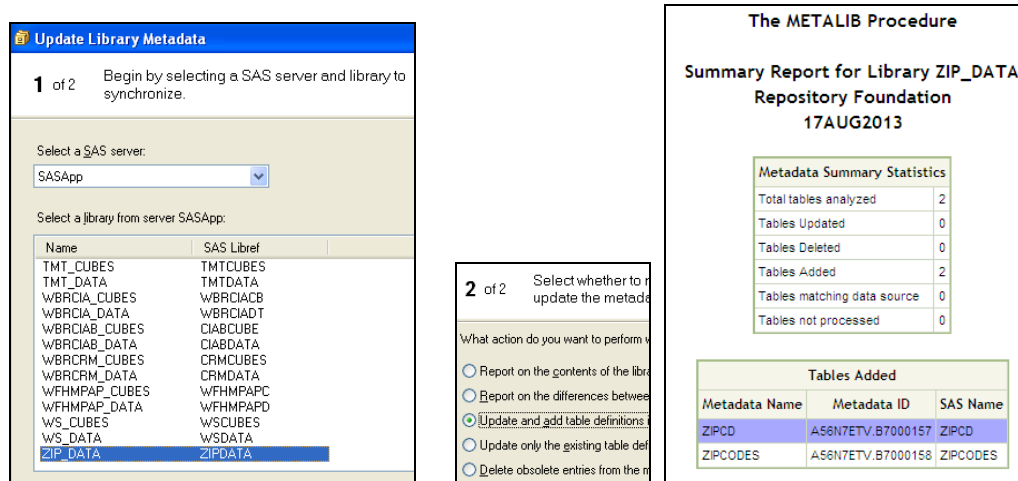 Update Library Metadata
1 of 2 Begin by selecting a SAS server and library to
synchronize.
Select a SAS server:
SASApp
Select a library from server SASApp:
Name SAS Libref
TMT_CUBES TMTCUBES
TMT_DATA TMTDATA
WBRCIA_CUBES WBRCIACB
WBRCIA_DATA WBRCIADT
WBRCIAB_CUBES CIABCUBE
WBRCIAB_DATA CIABDATA
WBRCRM_CUBES CRMCUBES
WBRCRM_DATA CRMDATA
WFHMPAP_CUBES WFHMPAPC
WFHMPAP_DATA WFHMPAPD
WS_CUBES WSCUBES
WS_DATA WSDATA
ZIP_DATA ZIPDATA
2 of 2 Select whether to
update the
What action do you want to perform
Report on the contents of the
Report on the differences
Update and add table definitions
Update only the existing table
Delete obsolete entries from the
The METALIB Procedure
Summary Report for Library ZIP_DATA
Repository Foundation
17AUG2013
Metadata Summary Statistics
Total tables analyzed 2
Tables Updated 0
Tables Deleted 0
Tables Added 2
Tables matching data source 0
Tables not processed 0
Tables Added
Metadata Name Metadata ID SAS Name
ZIPCD A56N7ETV.B7000157 ZIPCD
ZIPCODES A56N7ETV.B7000158 ZIPCODES